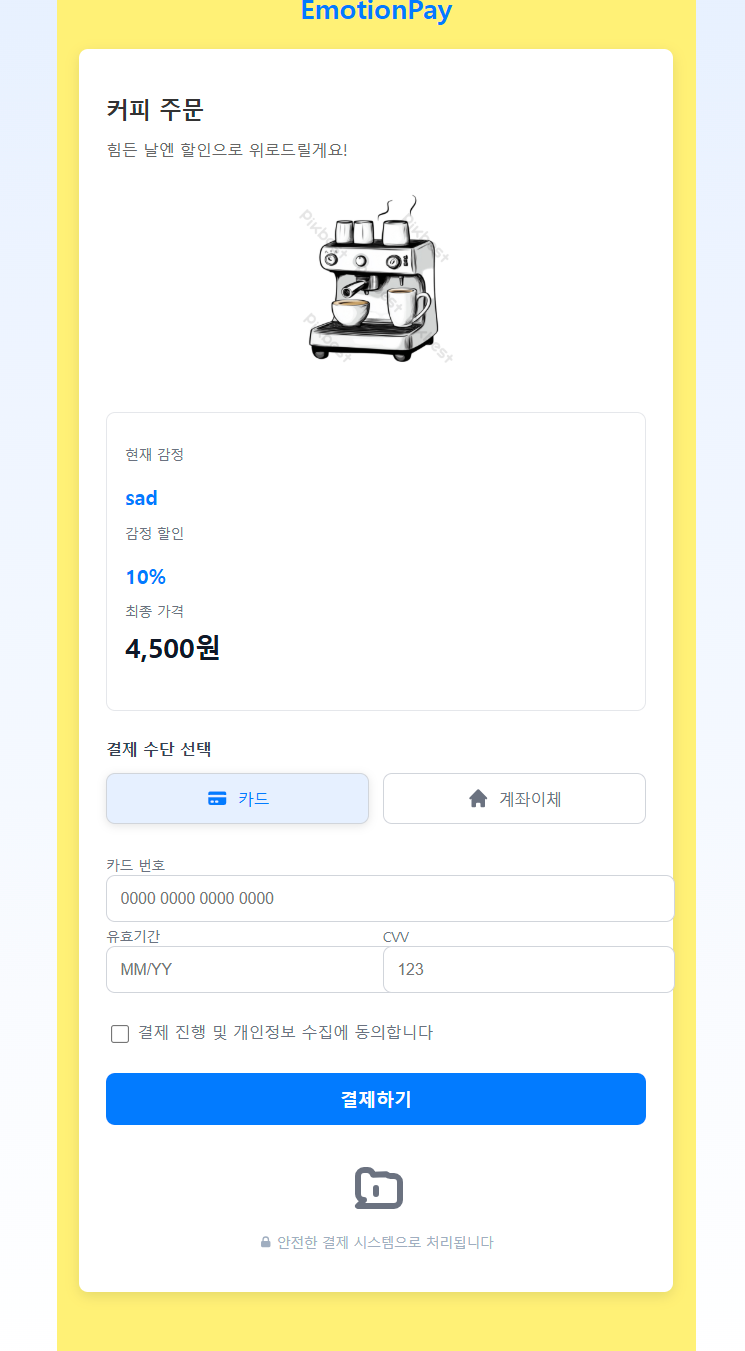 EmotionPay
커피 주문
힘든 날엔 할인으로 위로드릴게요!
현재 감정
sad
감정 할인
10%
최종 가격
4,500원
결제 수단 선택
카드 계좌이체
카드 번호
0000 0000 0000 0000
유효기간 CVV
MM/YY 123
결제 진행 및 개인정보 수집에 동의합니다
결제하기
안전한 결제 시스템으로 처리됩니다